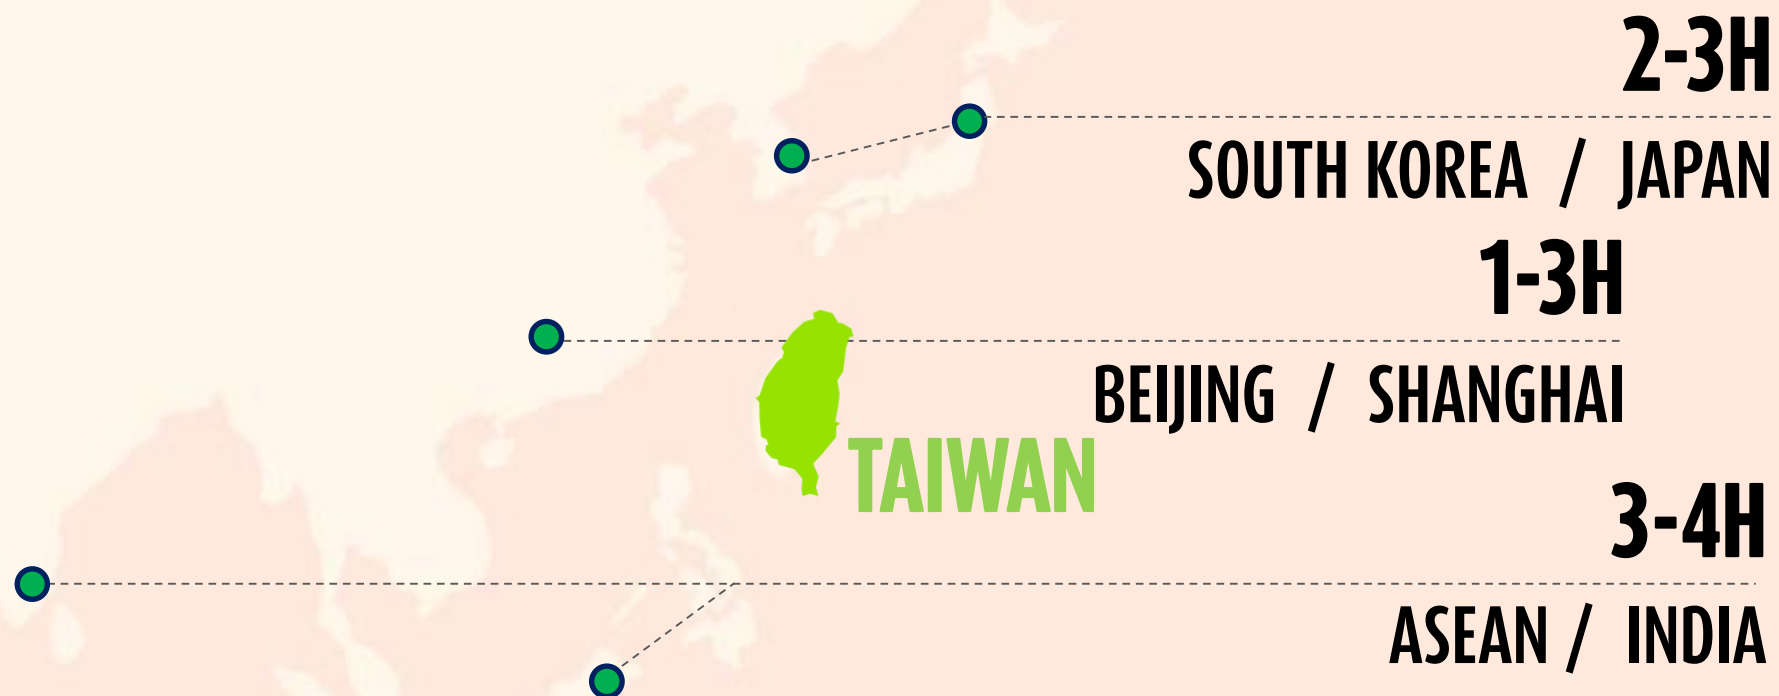 2-3H
SOUTH KOREA / JAPAN
1-3H
BEIJING / SHANGHAI
TAIWAN
3-4H
ASEAN / INDIA